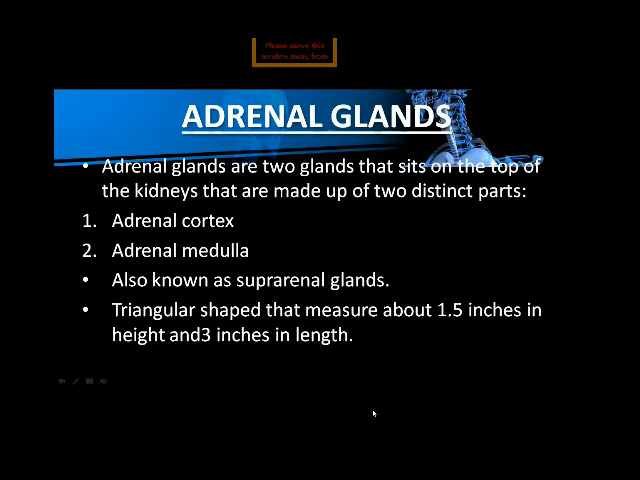 Please move this
window away from
ADRENAL GLANDS
• Adrenal glands are two glands that sits on the top of
the kidneys that are made up of two distinct parts:
1. Adrenal cortex
2. Adrenal medulla
• Also known as suprarenal glands.
• Triangular shaped that measure about 1.5 inches in
height and3 inches in length.